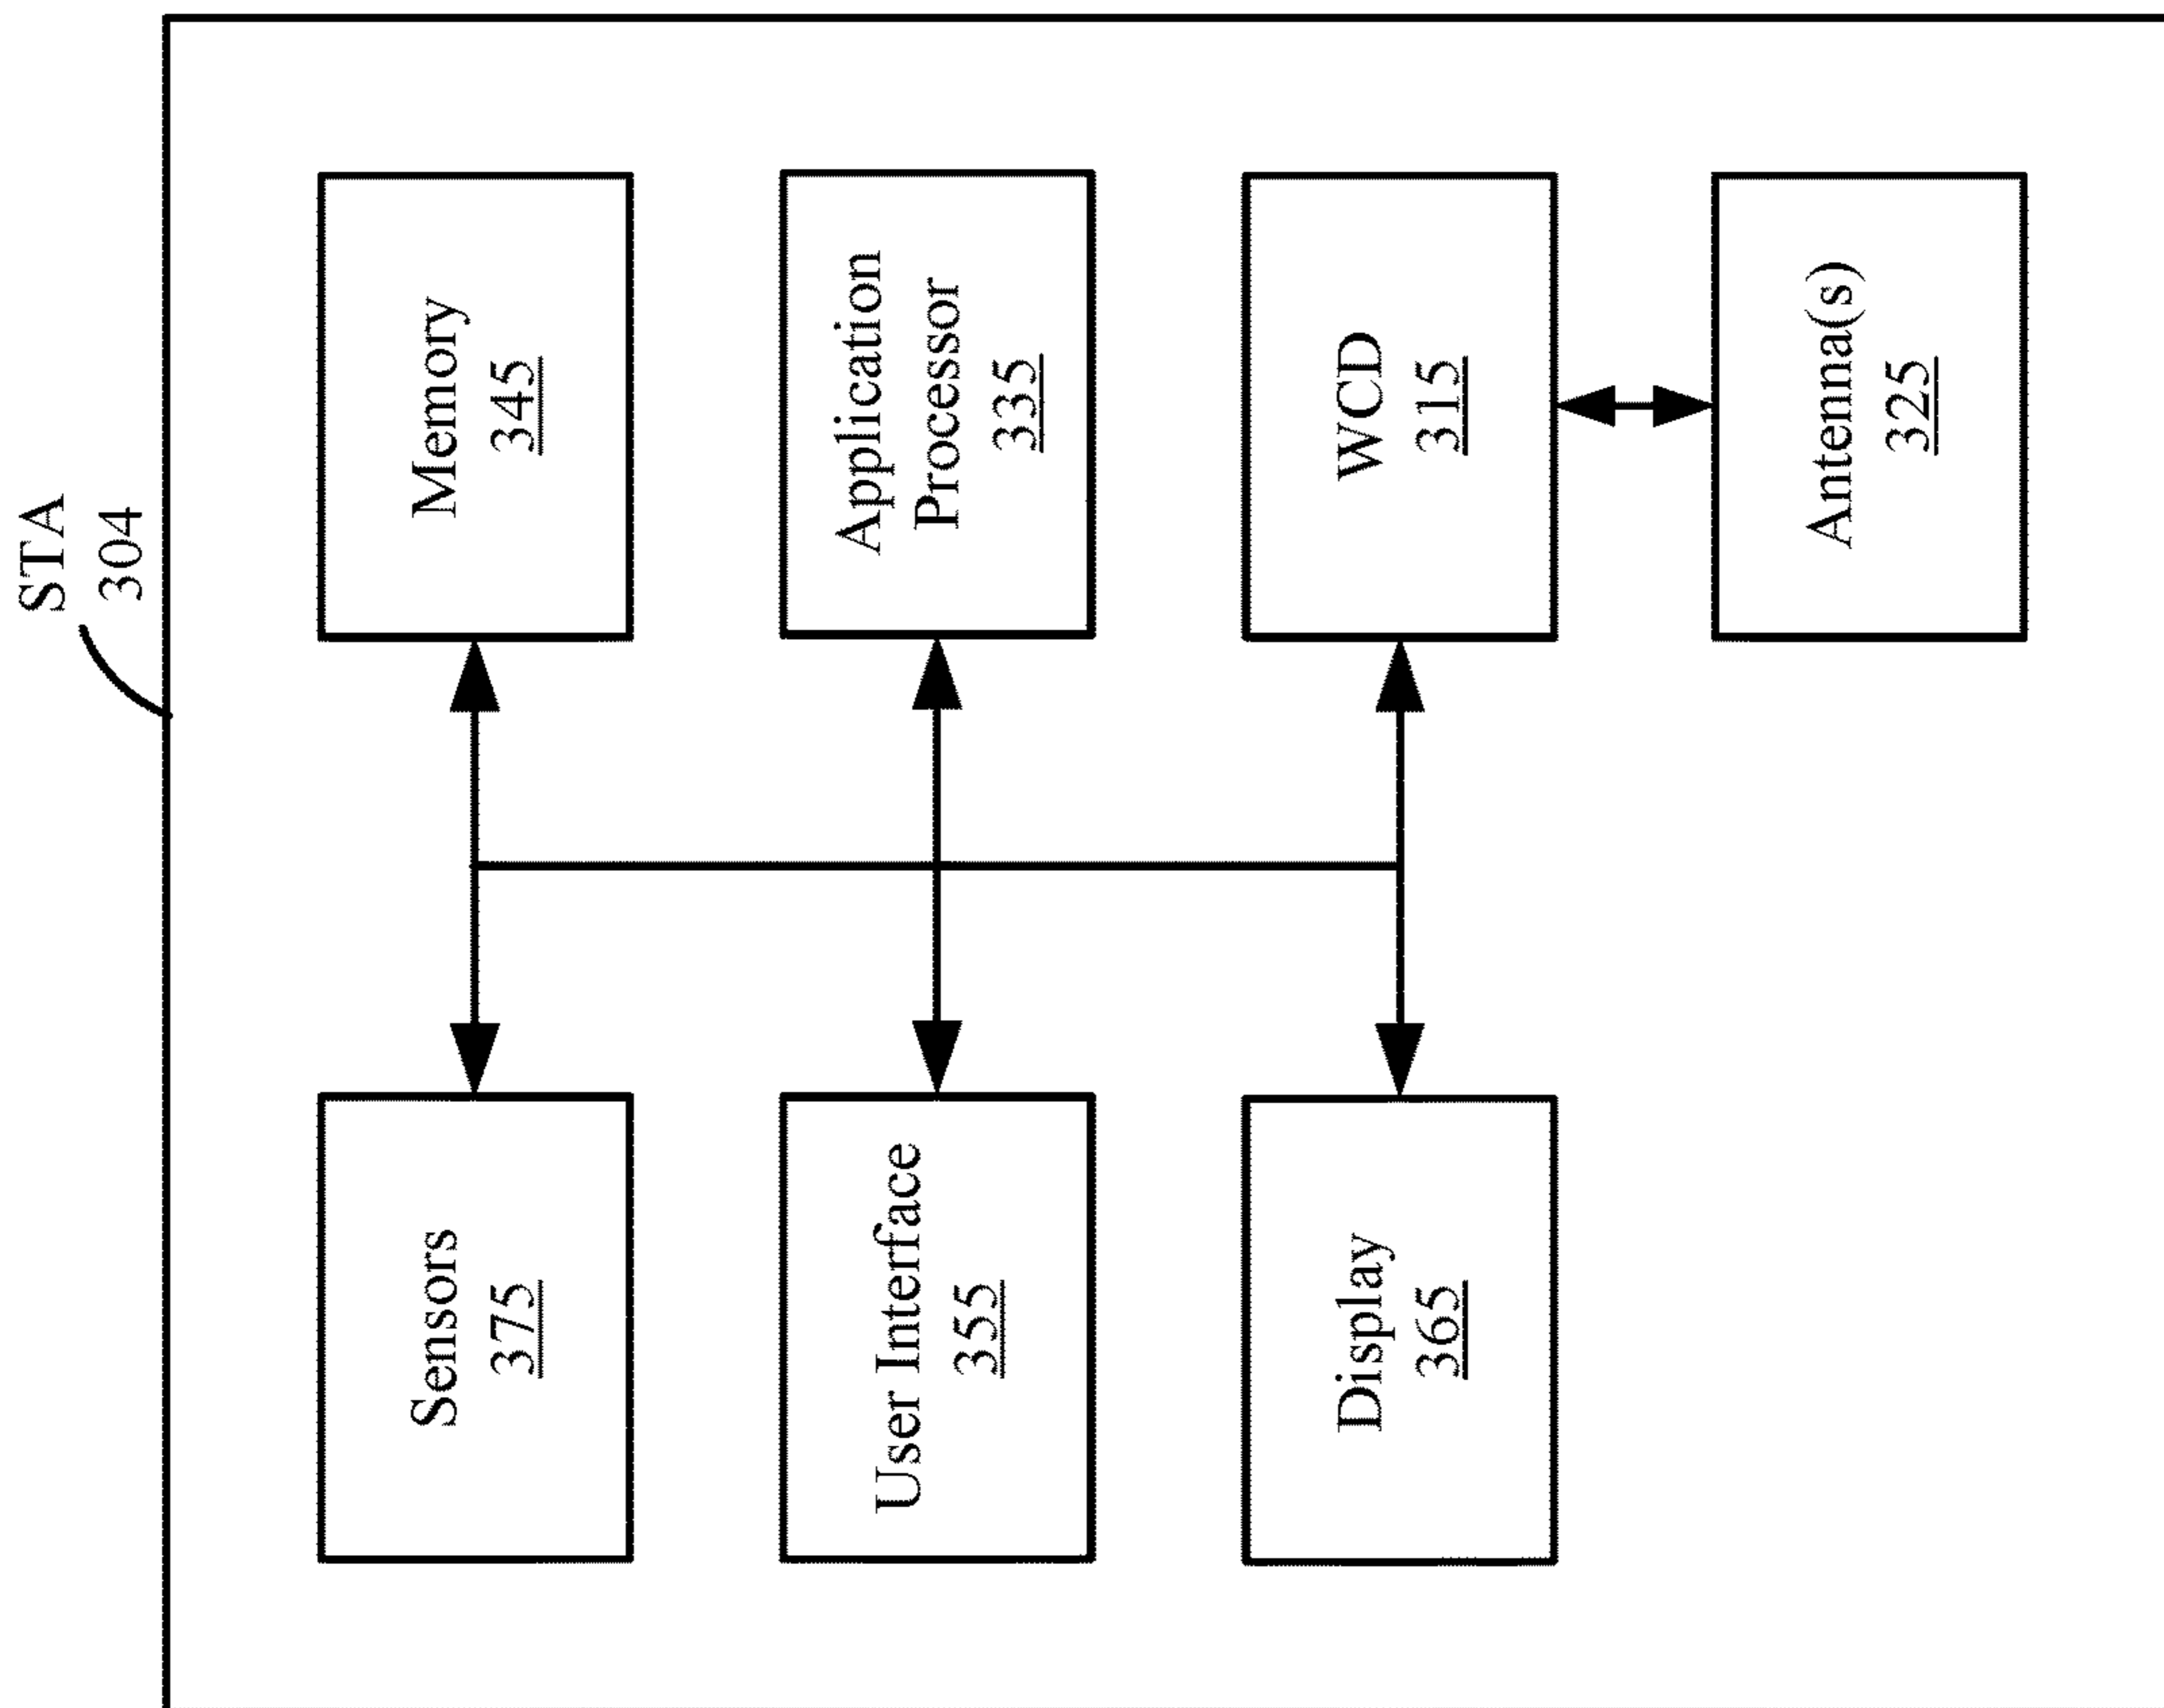 STA
304
Sensors
375
Memory
345
User Interface
355
Application
Processor
335
Display
365
WCD
315
Antenna(s)
325